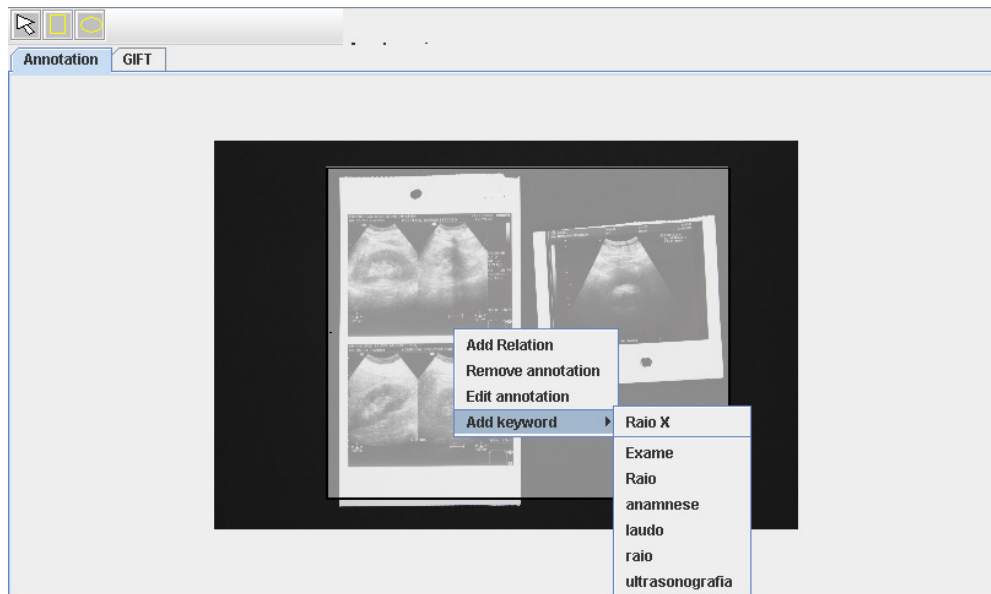 Annotation
GIFT
Add Relation
Remove annotation
Edit annotation
Add keyword
Raio X
Exame
Raio
anamnese
laudo
raio
ultrasonografia